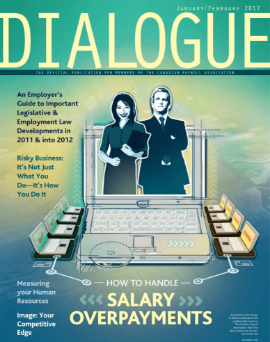 JANUARY/FEBRUARY 2012
DIALOGUE
THE OFFICIAL PUBLICATION FOR MEMBERS OF THE CANADIAN PAYROLL ASSOCIATION
An Employer's
Guide to Important
Legislative &
Employment Law
Developments in
2011 & into 2012
Risky Business:
It's Not Just
What You
Do—It's How
You Do It
Measuring
your Human
Resources
Image: Your
Competitive
Edge
HOW TO HANDLE
SALARY
OVERPAYMENTS